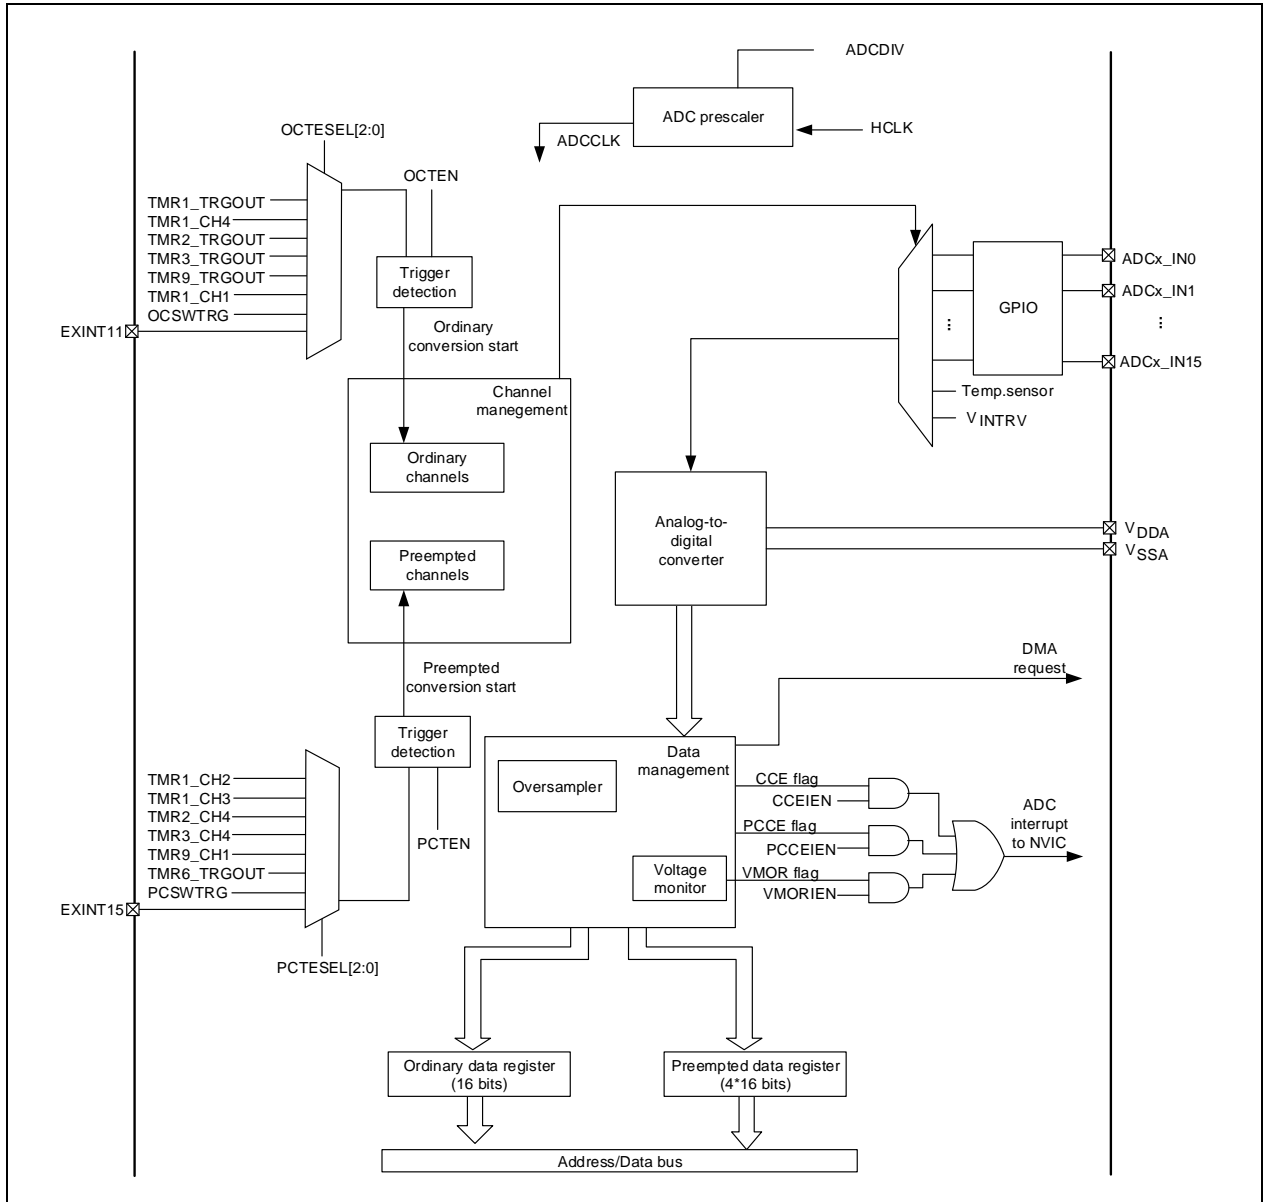 ADCDIV
ADC prescaler
HCLK
ADCCLK
OCTESEL[2:0]
OCTEN
TMR1_TRGOUT
TMR1_CH4
TMR2_TRGOUT
TMR3_TRGOUT
TMR9_TRGOUT
TMR1_CH1
OCSWTRG
EXINT11
Trigger
detection
Ordinary
conversion start
GPIO
ADCx_IN0
ADCx_IN1
...
...
ADCx_IN15
Temp.sensor
VINTRV
Channel
manegement
Ordinary
channels
Preempted
channels
Analog-to-
digital
converter
VDDA
VSSA
Preempted
conversion start
Trigger
detection
DMA
request
TMR1_CH2
TMR1_CH3
TMR2_CH4
TMR3_CH4
TMR9_CH1
TMR6_TRGOUT
PCSWTRG
EXINT15
PCTEN
PCTESEL[2:0]
Data
management
Oversampler
Voltage
monitor
CCE flag
CCEIEN
PCCE flag
PCCEIEN
VMOR flag
VMORIEN
ADC
interrupt
to NVIC
Ordinary data register
(16 bits)
Preempted data register
(4*16 bits)
Address/Data bus